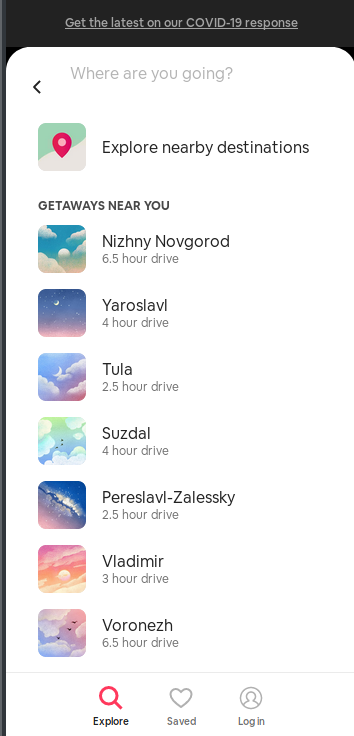 Get the latest on our COVID-19 response
Where are you going?
Explore nearby destinations
GETAWAYS NEAR YOU
Nizhny Novgorod
6.5 hour drive
Yaroslavl
4 hour drive
Tula
2.5 hour drive
Suzdal
4 hour drive
Pereslavl-Zalessky
2.5 hour drive
Vladimir
3 hour drive
Voronezh
6.5 hour drive
Explore Saved Log in